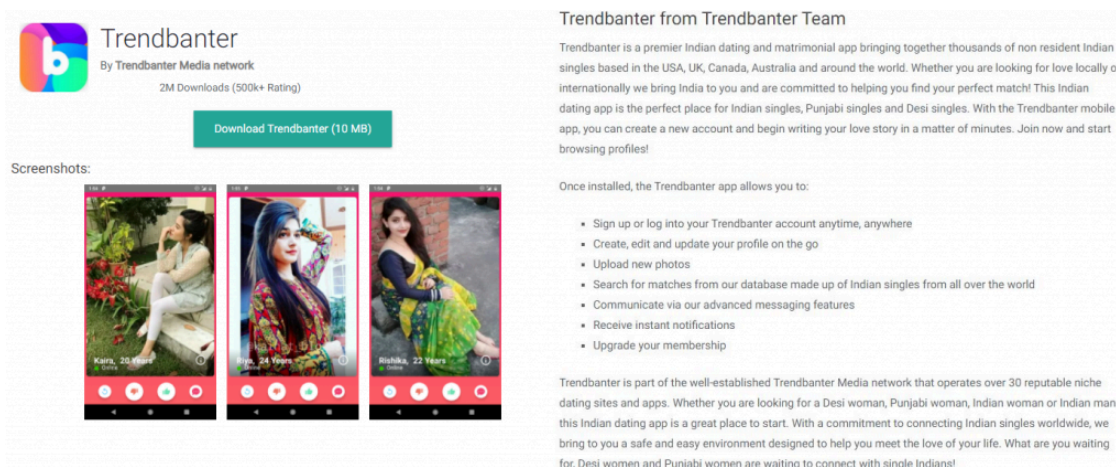 Trendbanter
By Trendbanter Media network
2M Downloads (500k+ Rating)
Download Trendbanter (10 MB)
Screenshots:
Kaira, 20 Years
Online
Riya, 24 Years
Online
Rishika, 22 Years
Online
Trendbanter from Trendbanter Team
Trendbanter is a premier Indian dating and matrimonial app bringing together thousands of non resident Indian
singles based in the USA, UK, Canada, Australia and around the world. Whether you are looking for love locally o
internationally we bring India to you and are committed to helping you find your perfect match! This Indian
dating app is the perfect place for Indian singles, Punjabi singles and Desi singles. With the Trendbanter mobile
app, you can create a new account and begin writing your love story in a matter of minutes. Join now and start
browsing profiles!
Once installed, the Trendbanter app allows you to:
▪ Sign up or log into your Trendbanter account anytime, anywhere
▪ Create, edit and update your profile on the go
▪ Upload new photos
▪ Search for matches from our database made up of Indian singles from all over the world
▪ Communicate via our advanced messaging features
▪ Receive instant notifications
▪ Upgrade your membership
Trendbanter is part of the well-established Trendbanter Media network that operates over 30 reputable niche
dating sites and apps. Whether you are looking for a Desi woman, Punjabi woman, Indian woman or Indian man
this Indian dating app is a great place to start. With a commitment to connecting Indian singles worldwide, we
bring to you a safe and easy environment designed to help you meet the love of your life. What are you waiting
for, Desi women and Punjabi women are waiting to connect with single Indians!